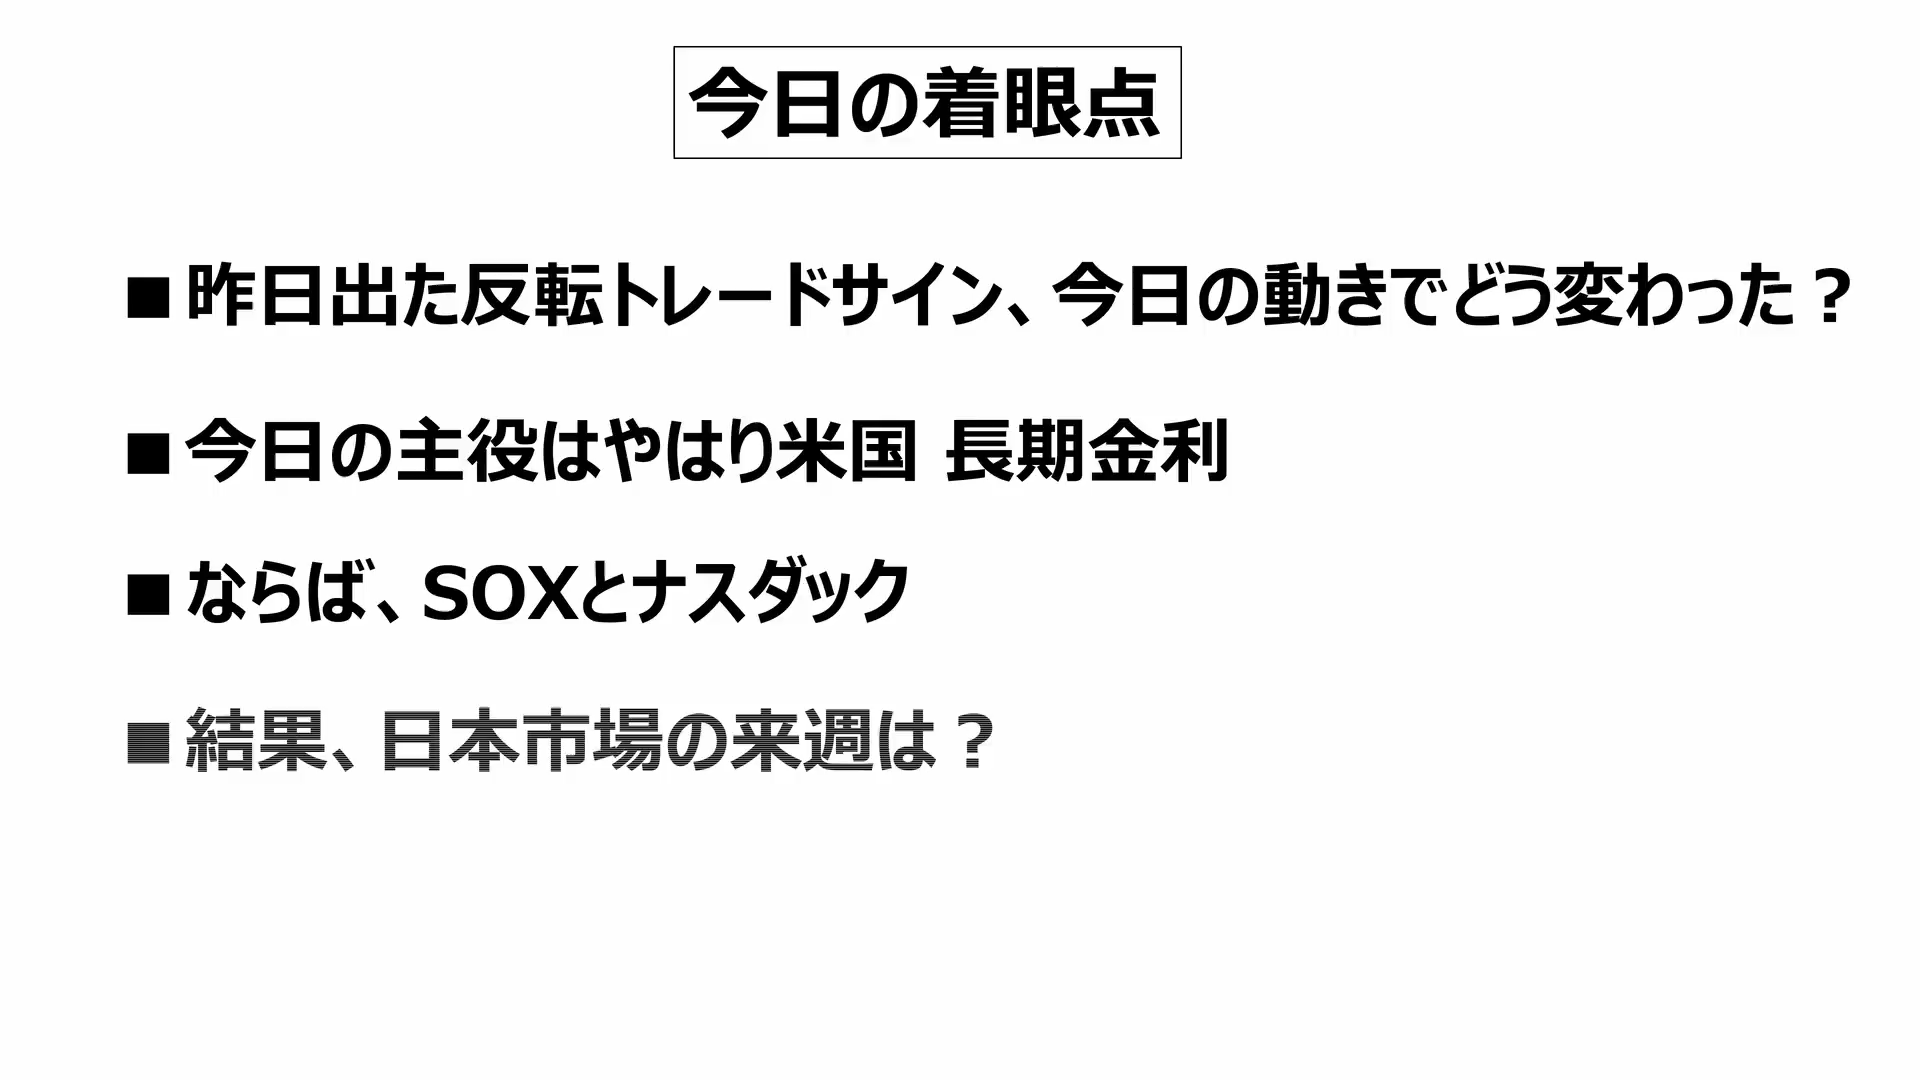 今日の着眼点
■昨日出た反転トレードサイン、今日の動きでどう変わった？
■今日の主役はやはり米国 長期金利
■ならば、SOXとナスダック
■結果、日本市場の来週は？